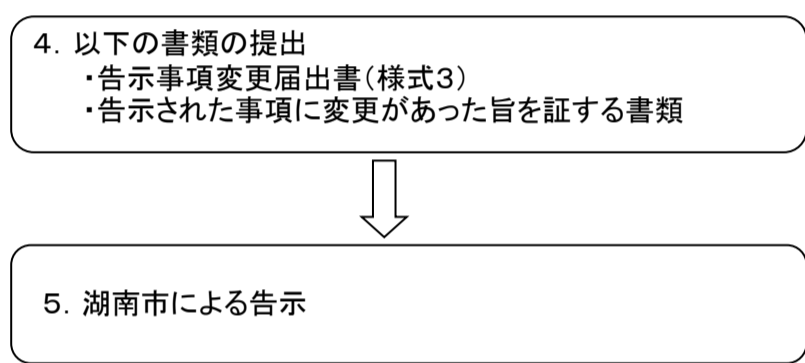 ４．以下の書類の提出
・告示事項変更届出書（様式３）
・告示された事項に変更があった旨を証する書類
５．湖南市による告示